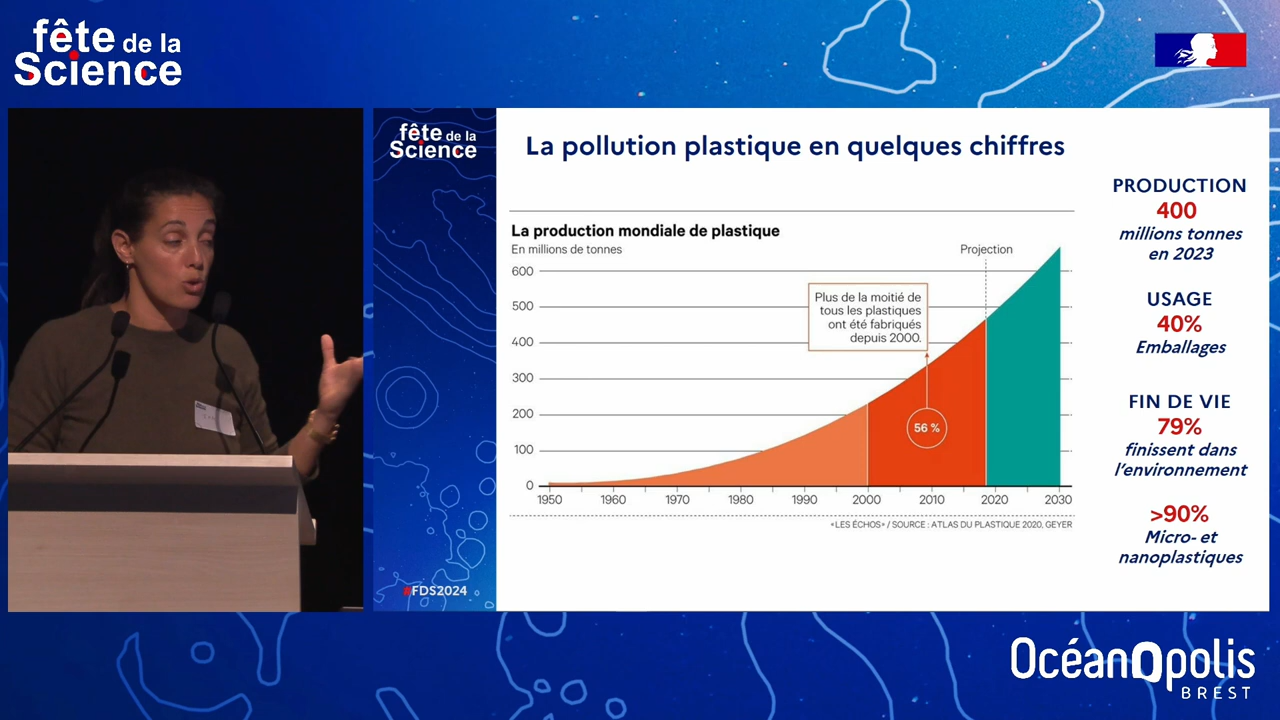 fête de la
Science
fête de la
Science
#FDS2024
La pollution plastique en quelques chiffres
La production mondiale de plastique
En millions de tonnes
Projection
600
500
400
300
200
100
0
Plus de la moitié de
tous les plastiques
ont été fabriqués
depuis 2000.
56 %
1950 1960 1970 1980 1990 2000 2010 2020 2030
«LES ÉCHOS» / SOURCE : ATLAS DU PLASTIQUE 2020, GEYER
PRODUCTION
400
millions tonnes
en 2023
USAGE
40%
Emballages
FIN DE VIE
79%
finissent dans
l'environnement
>90%
Micro- et
nanoplastiques
OcéanOpolis
BREST